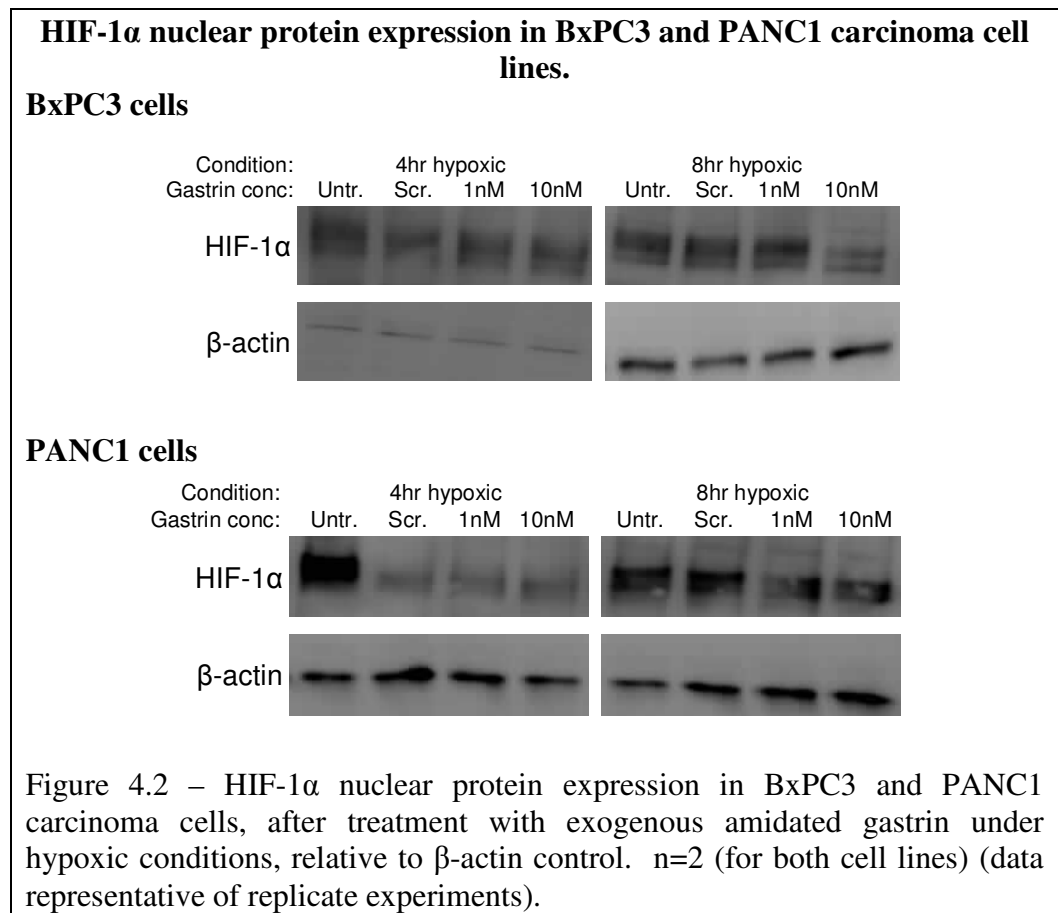 HIF-1α nuclear protein expression in BxPC3 and PANC1 carcinoma cell
lines.
BxPC3 cells
Condition: 4hr hypoxic 8hr hypoxic
Gastrin conc: Untr. Scr. 1nM 10nM Untr. Scr. 1nM 10nM
HIF-1α
β-actin
PANC1 cells
Condition: 4hr hypoxic 8hr hypoxic
Gastrin conc: Untr. Scr. 1nM 10nM Untr. Scr. 1nM 10nM
HIF-1α
β-actin
Figure 4.2 – HIF-1α nuclear protein expression in BxPC3 and PANC1
carcinoma cells, after treatment with exogenous amidated gastrin under
hypoxic conditions, relative to β-actin control. n=2 (for both cell lines) (data
representative of replicate experiments).